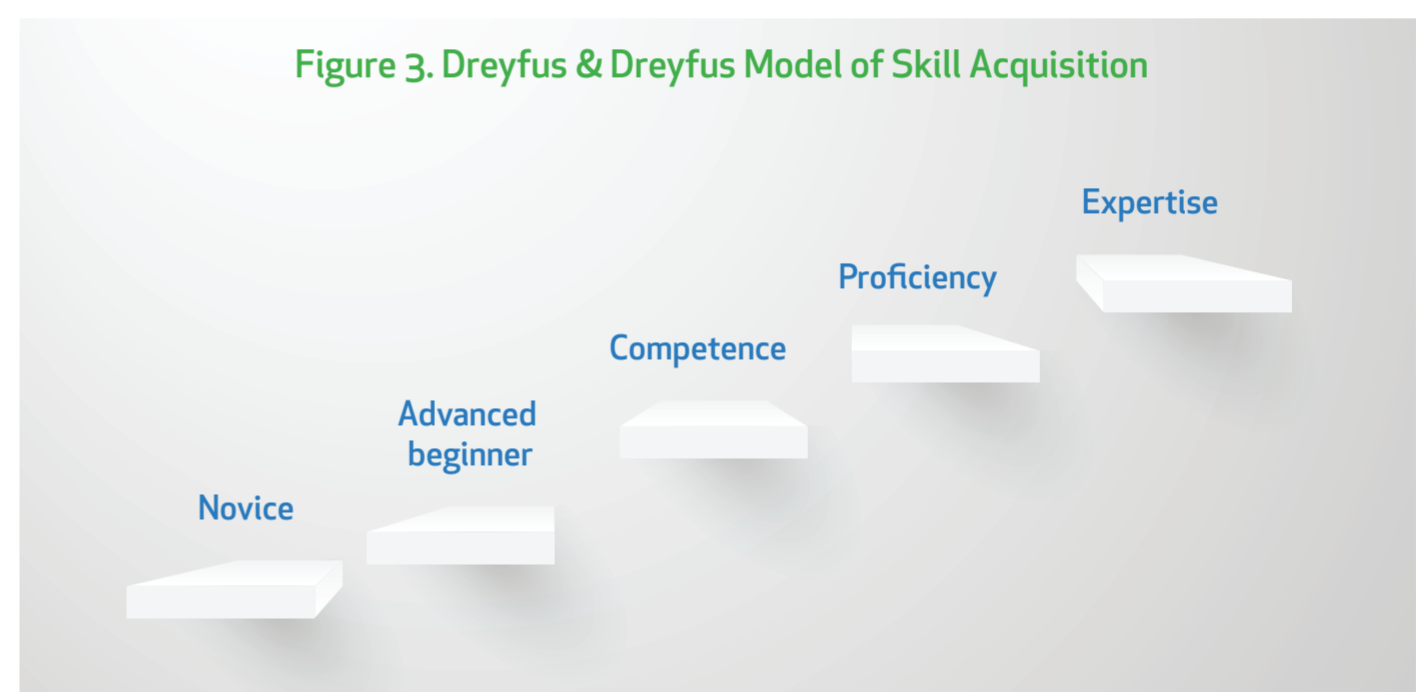 Figure 3. Dreyfus & Dreyfus Model of Skill Acquisition
Novice
Advanced
beginner
Competence
Proficiency
Expertise